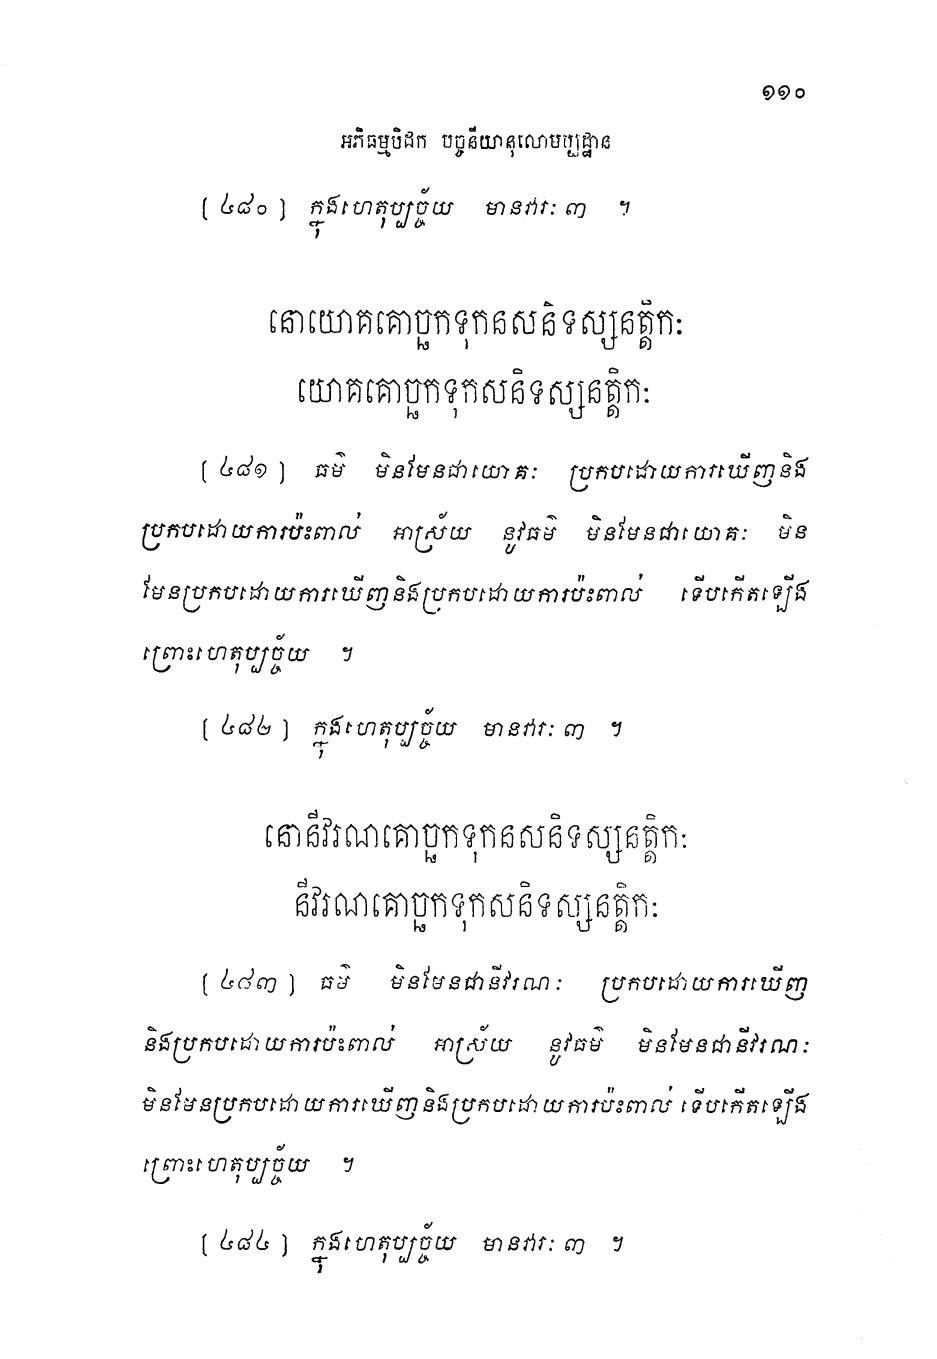 ១១០
អភិធម្មបិដក បច្ចនីយានុលោមប្បដ្ឋាន
[៤៨០] ក្នុងហេតុប្បច្ច័យ មានវារៈ ៣ ។
នោយោគគោច្ឆកទុកនសនិទស្សនត្តិកៈ
យោគគោច្ឆកទុកសនិទស្សនត្តិកៈ
[៤៨១] ធម៌ មិនមែនជាយោគៈ ប្រកបដោយការឃើញនិង
ប្រកបដោយការប៉ះពាល់ អាស្រ័យ នូវធម៌ មិនមែនជាយោគៈ មិន
មែនប្រកបដោយការឃើញនិងប្រកបដោយការប៉ះពាល់ ទើបកើតឡើង
ព្រោះហេតុប្បច្ច័យ ។
[៤៨២] ក្នុងហេតុប្បច្ច័យ មានវារៈ ៣ ។
នោនីវរណគោច្ឆកទុកនសនិទស្សនត្តិកៈ
នីវរណគោច្ឆកទុកសនិទស្សនត្តិកៈ
[៤៨៣] ធម៌ មិនមែនជានីវរណៈ ប្រកបដោយការឃើញ
និងប្រកបដោយការប៉ះពាល់ អាស្រ័យ នូវធម៌ មិនមែនជានីវរណៈ
មិនមែនប្រកបដោយការឃើញនិងប្រកបដោយការប៉ះពាល់ ទើបកើតឡើង
ព្រោះហេតុប្បច្ច័យ ។
[៤៨៤] ក្នុងហេតុប្បច្ច័យ មានវារៈ ៣ ។